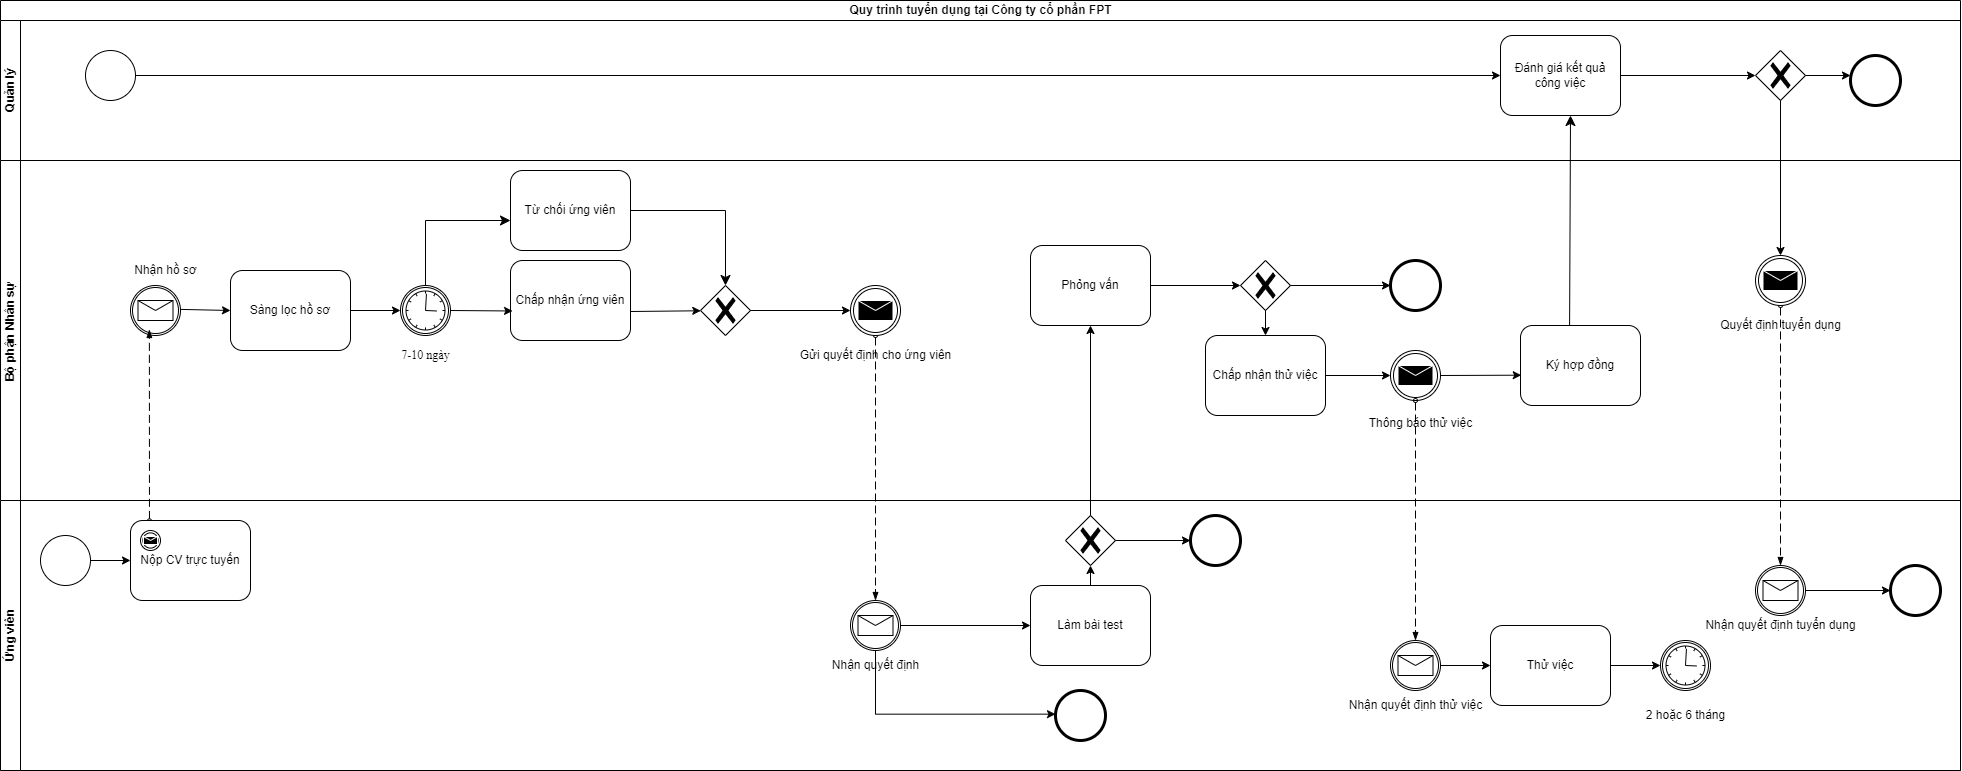 Quy trình tuyển dụng tại Công ty cổ phần FPT
Quản lý
Đánh giá kết quả
công việc
Bộ phận Nhân sự
Từ chối ứng viên
Nhận hồ sơ
Sàng lọc hồ sơ
7-10 ngày
Chấp nhận ứng viên
Gửi quyết định cho ứng viên
Phỏng vấn
Chấp nhận thử việc
Thông báo thử việc
Ký hợp đồng
Quyết định tuyển dụng
Ứng viên
Nộp CV trực tuyến
Nhận quyết định
Làm bài test
Nhận quyết định thử việc
Thử việc
2 hoặc 6 tháng
Nhận quyết định tuyển dụng